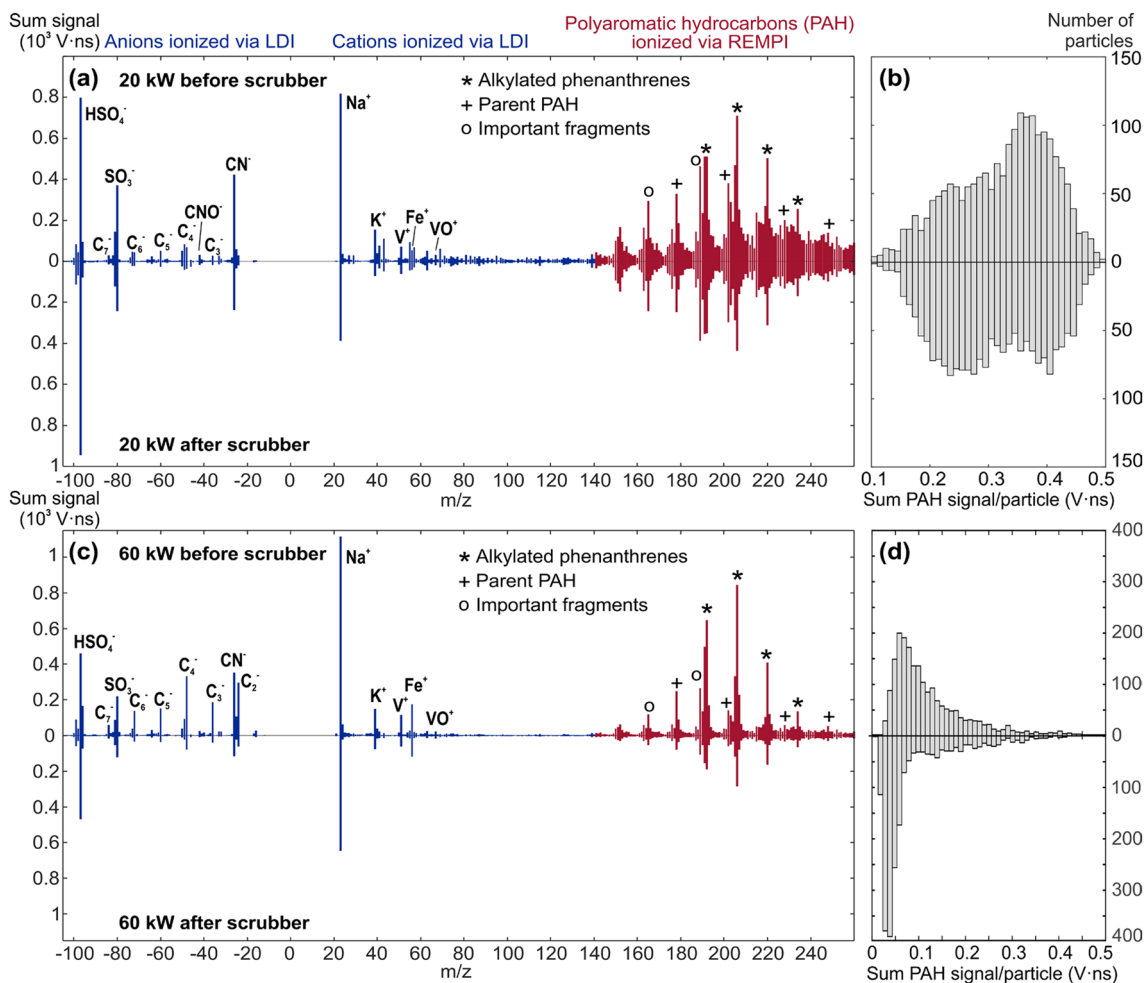 Sum signal
(10³ V·ns)
Anions ionized via LDI
Cations ionized via LDI
Polyaromatic hydrocarbons (PAH)
ionized via REMPI
Number of
particles
(a)
20 kW before scrubber
* Alkylated phenanthrenes
+ Parent PAH
o Important fragments
HSO₄⁻
SO₃⁻
C₇⁻
C₆⁻
C₅⁻
C₄⁻
CNO⁻
C₃⁻
CN⁻
Na⁺
K⁺
V⁺
Fe⁺
VO⁺
0.8
0.6
0.4
0.2
0
0.2
0.4
0.6
0.8
1
20 kW after scrubber
-100 -80 -60 -40 -20 0 20 40 60 80 100 120 140 160 180 200 220 240
m/z
(b)
150
100
50
0
50
100
150
0.1 0.2 0.3 0.4 0.5
Sum PAH signal/particle (V·ns)
Sum signal
(10³ V·ns)
(c)
60 kW before scrubber
* Alkylated phenanthrenes
+ Parent PAH
o Important fragments
HSO₄⁻
SO₃⁻
C₇⁻
C₆⁻
C₅⁻
C₄⁻
C₃⁻
CN⁻
C₂⁻
Na⁺
K⁺
V⁺
Fe⁺
VO⁺
1
0.8
0.6
0.4
0.2
0
0.2
0.4
0.6
0.8
1
60 kW after scrubber
-100 -80 -60 -40 -20 0 20 40 60 80 100 120 140 160 180 200 220 240
m/z
(d)
400
300
200
100
0
100
200
300
400
0 0.1 0.2 0.3 0.4 0.5
Sum PAH signal/particle (V·ns)